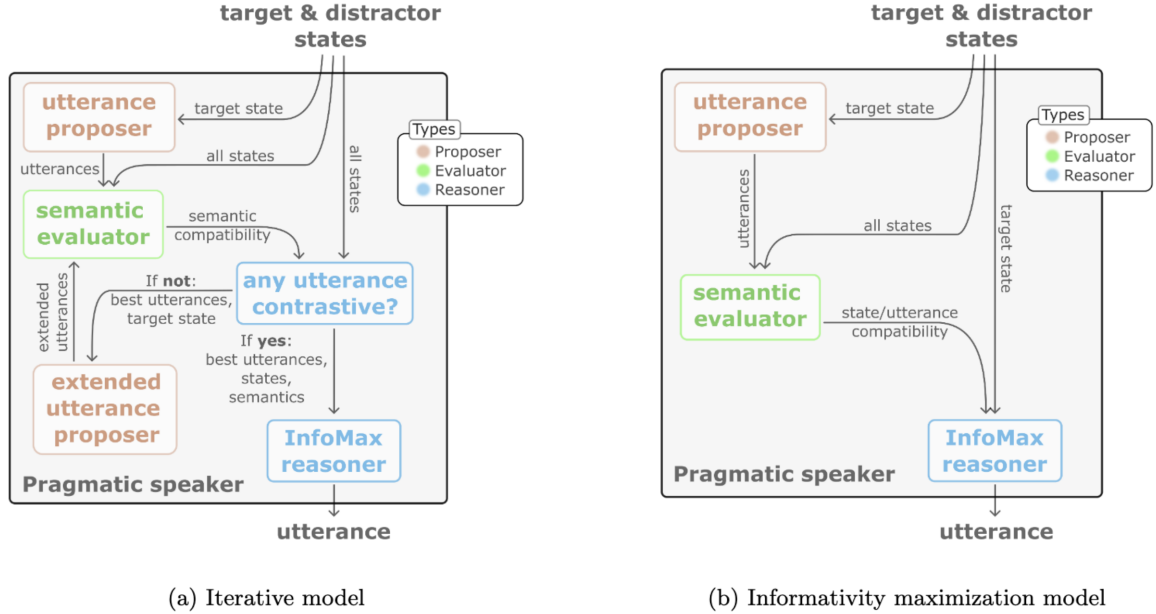 target & distractor
states
utterance
proposer
target state
Types
Proposer
Evaluator
Reasoner
utterances
all states
all states
semantic
evaluator
semantic
compatibility
extended
utterances
If not:
best utterances,
target state
any utterance
contrastive?
If yes:
best utterances,
states,
semantics
extended
utterance
proposer
InfoMax
reasoner
Pragmatic speaker
utterance
(a) Iterative model
target & distractor
states
utterance
proposer
target state
Types
Proposer
Evaluator
Reasoner
utterances
all states
target state
semantic
evaluator
state/utterance
compatibility
InfoMax
reasoner
Pragmatic speaker
utterance
(b) Informativity maximization model